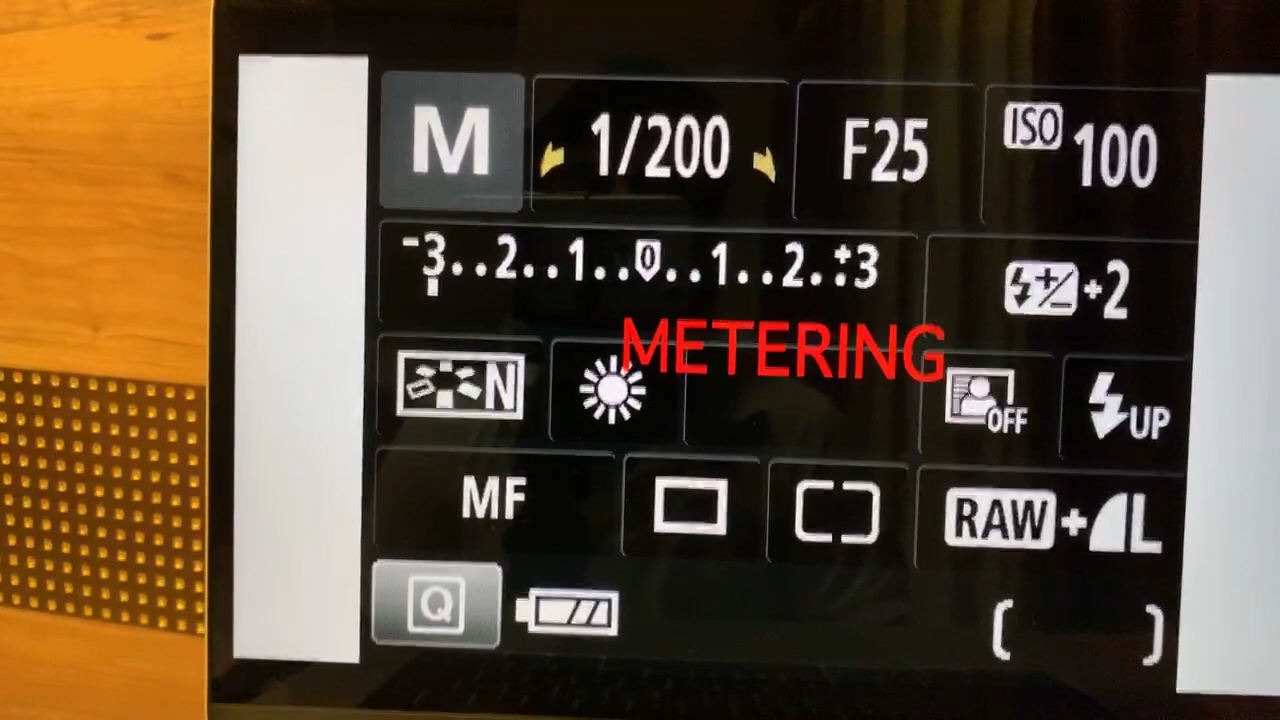 M 1/200 F25 ISO 100
-3..2..1..0..1..2..+3
+2
METERING
N OFF UP
MF RAW+L
Q [ ]